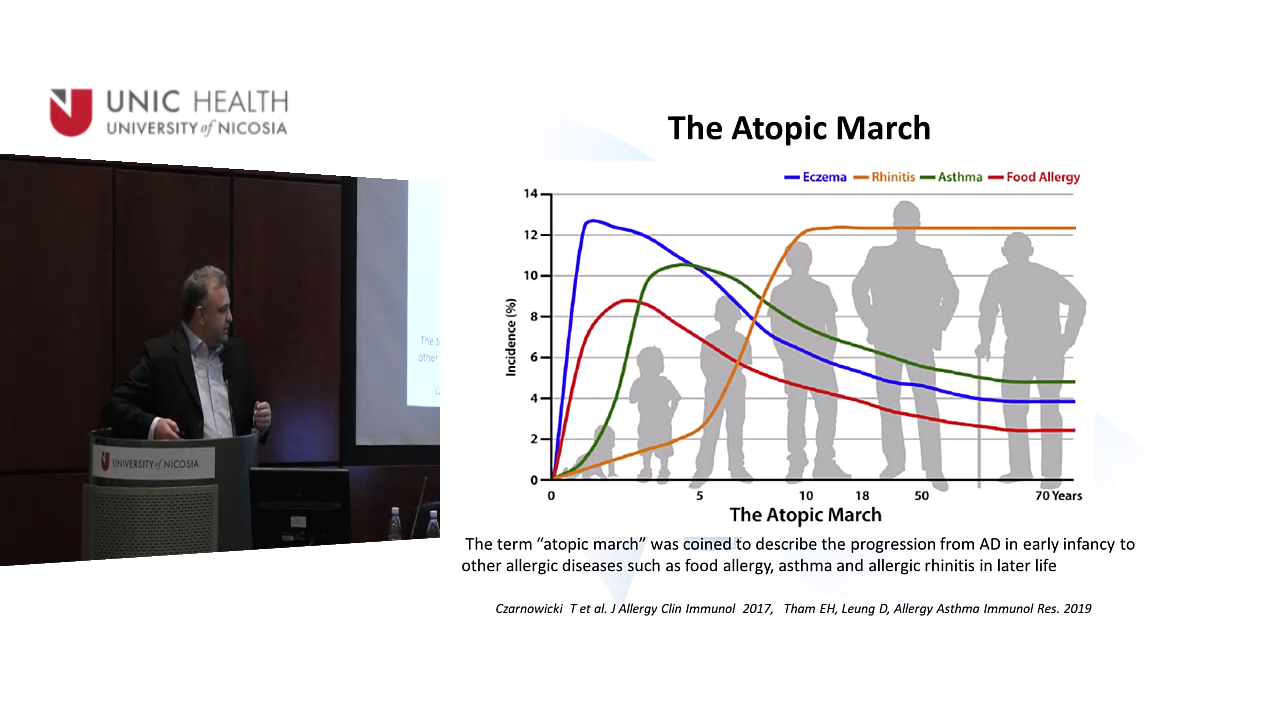 UNIC HEALTH
UNIVERSITY of NICOSIA
The Atopic March
Eczema Rhinitis Asthma Food Allergy
14
12
10
8
6
4
2
0
Incidence (%)
0 5 10 18 50 70 Years
The Atopic March
The term “atopic march” was coined to describe the progression from AD in early infancy to
other allergic diseases such as food allergy, asthma and allergic rhinitis in later life
Czarnowicki T et al. J Allergy Clin Immunol 2017, Tham EH, Leung D, Allergy Asthma Immunol Res. 2019
The t
other
UNIVERSITY of NICOSIA